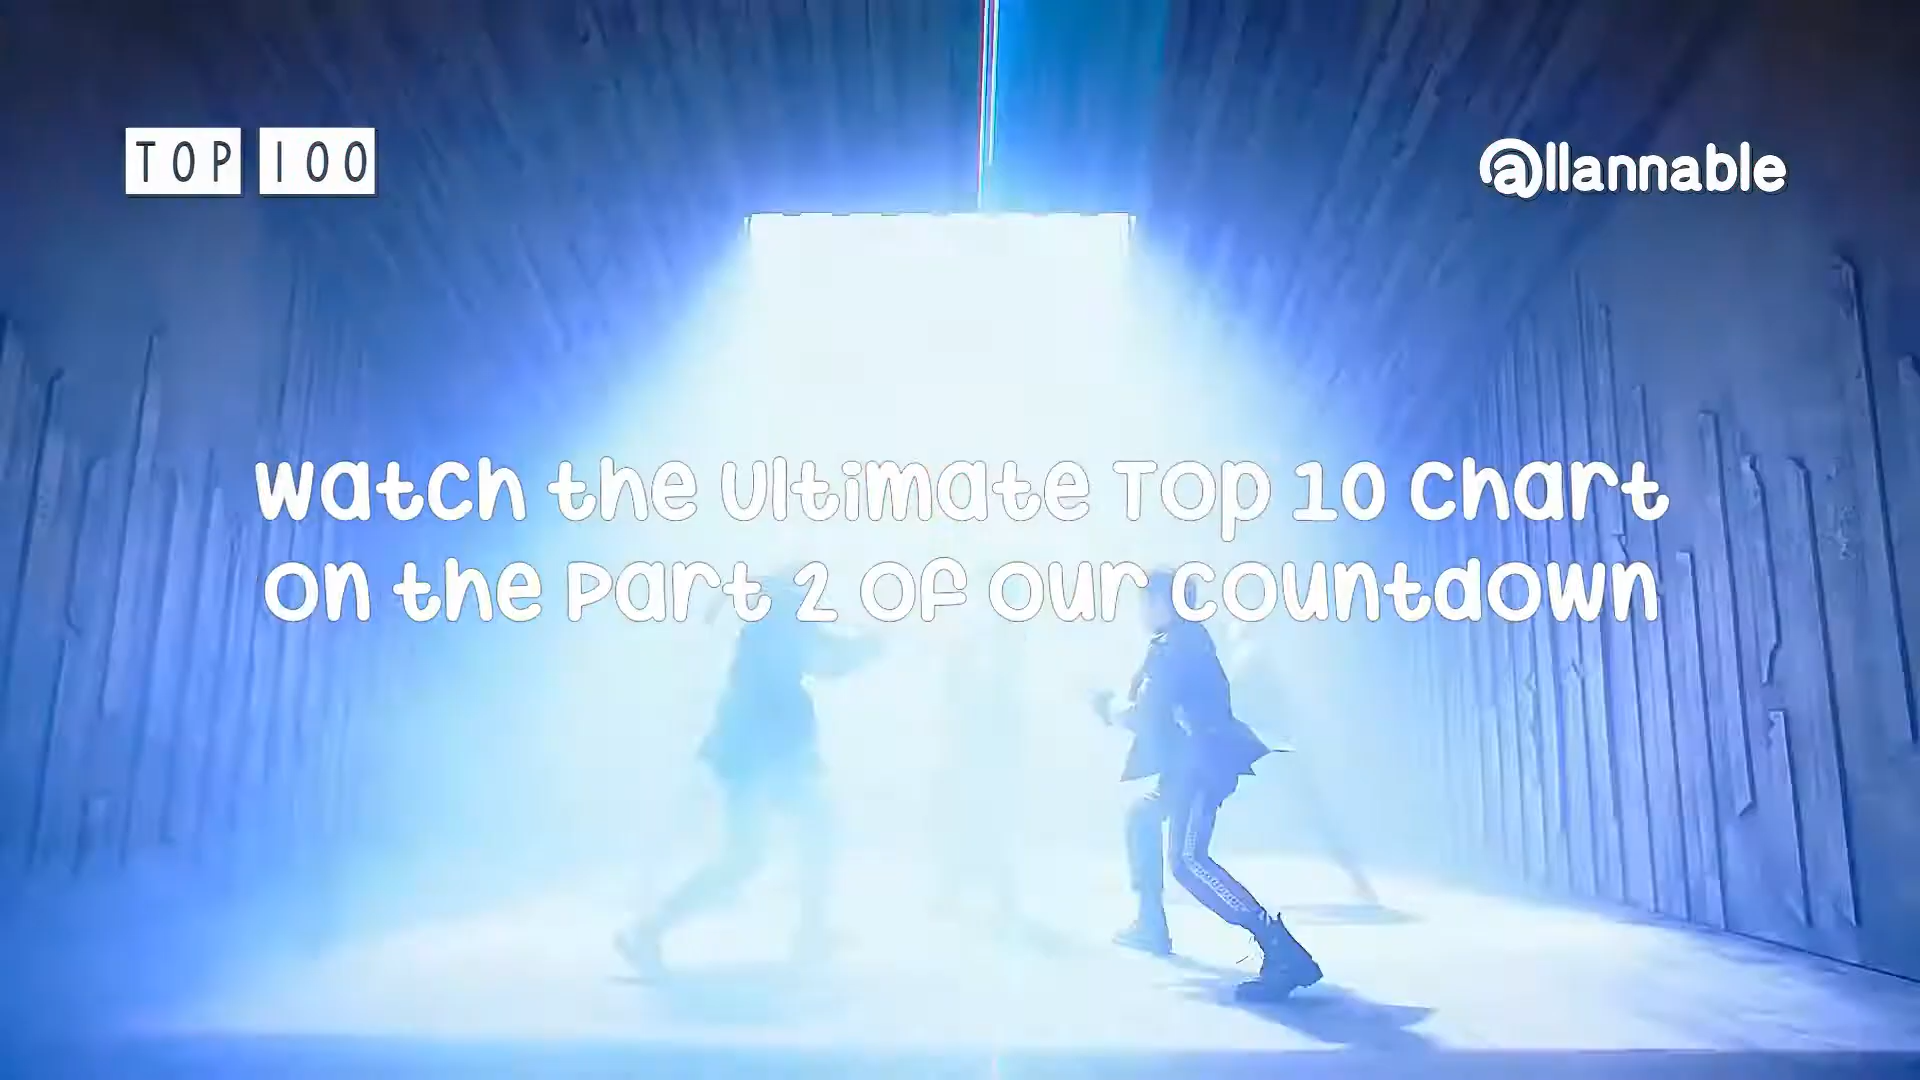 TOP 100
@llannable
Watch the Ultimate Top 10 Chart
on the Part 2 of our Countdown